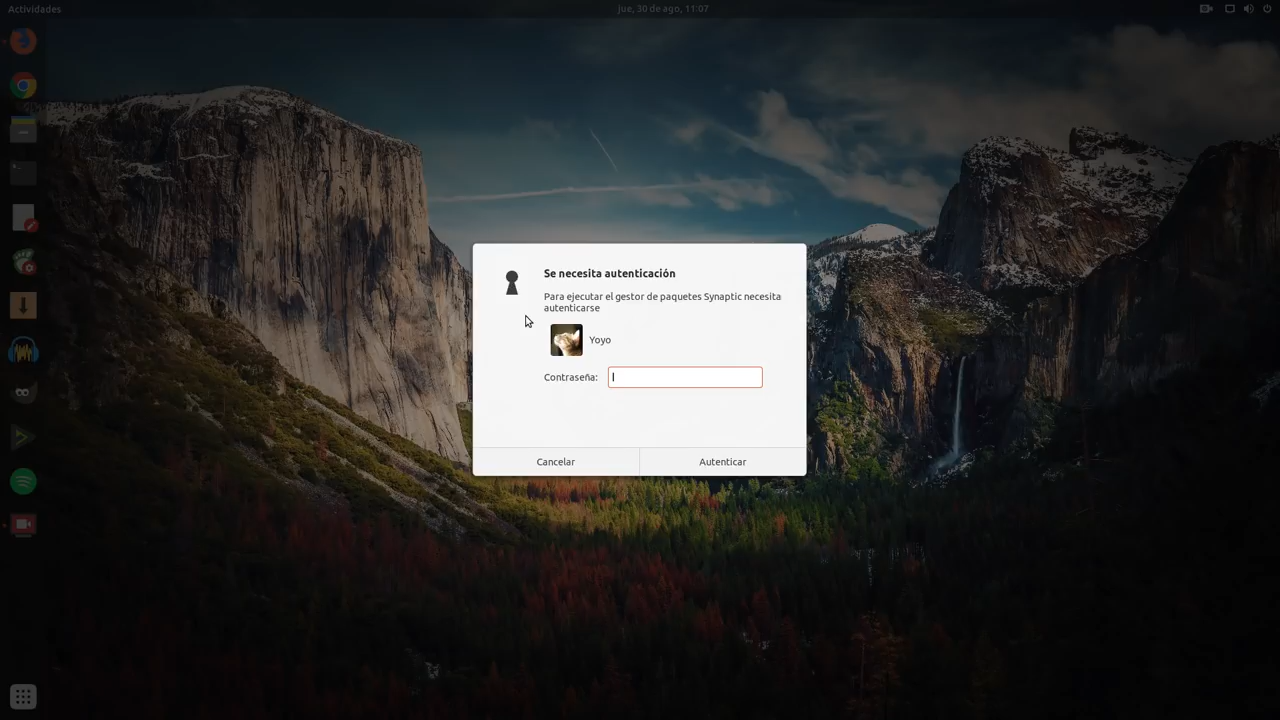 Actividades
jue, 30 de ago, 11:07
Se necesita autenticación
Para ejecutar el gestor de paquetes Synaptic necesita
autenticarse
Yoyo
Contraseña:
Cancelar
Autenticar